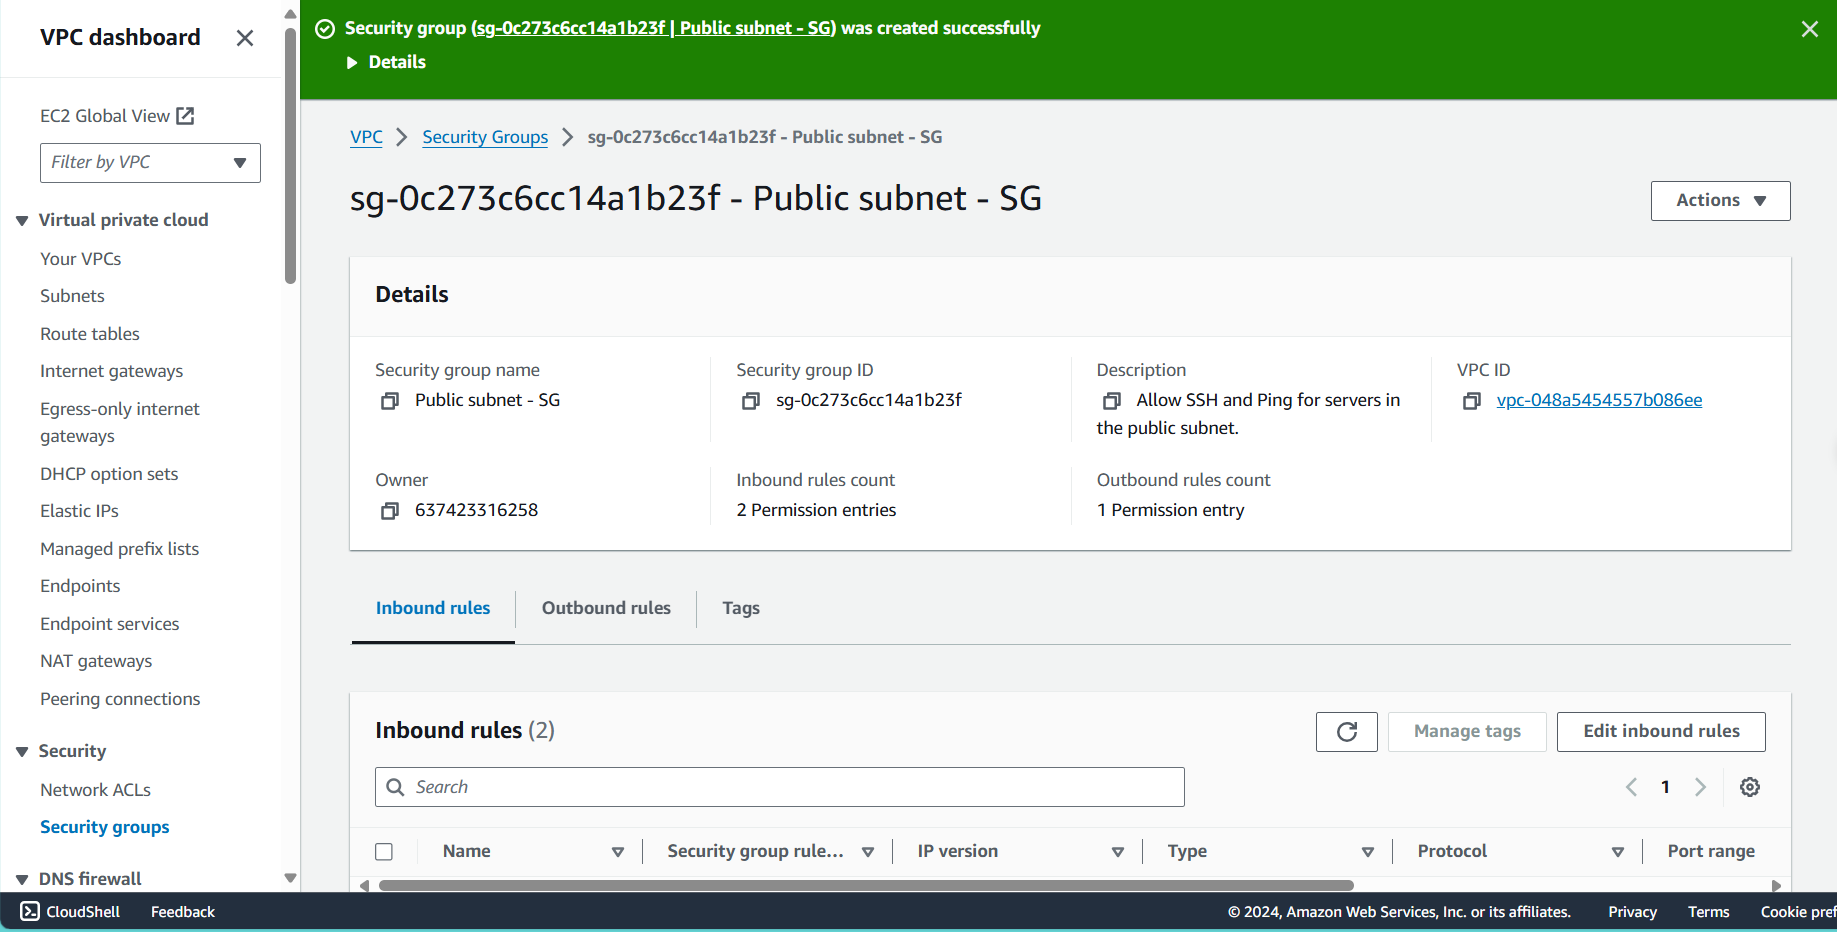 VPC dashboard
EC2 Global View
Filter by VPC
Virtual private cloud
Your VPCs
Subnets
Route tables
Internet gateways
Egress-only internet
gateways
DHCP option sets
Elastic IPs
Managed prefix lists
Endpoints
Endpoint services
NAT gateways
Peering connections
Security
Network ACLs
Security groups
DNS firewall
Security group (sg-0c273c6cc14a1b23f | Public subnet - SG) was created successfully
Details
VPC Security Groups sg-0c273c6cc14a1b23f - Public subnet - SG
sg-0c273c6cc14a1b23f - Public subnet - SG
Actions
Details
Security group name
Public subnet - SG
Security group ID
sg-0c273c6cc14a1b23f
Description
Allow SSH and Ping for servers in
the public subnet.
VPC ID
vpc-048a5454557b086ee
Owner
637423316258
Inbound rules count
2 Permission entries
Outbound rules count
1 Permission entry
Inbound rules Outbound rules Tags
Inbound rules (2)
Manage tags Edit inbound rules
Search
1
Name Security group rule... IP version Type Protocol Port range
CloudShell Feedback © 2024, Amazon Web Services, Inc. or its affiliates. Privacy Terms Cookie pref